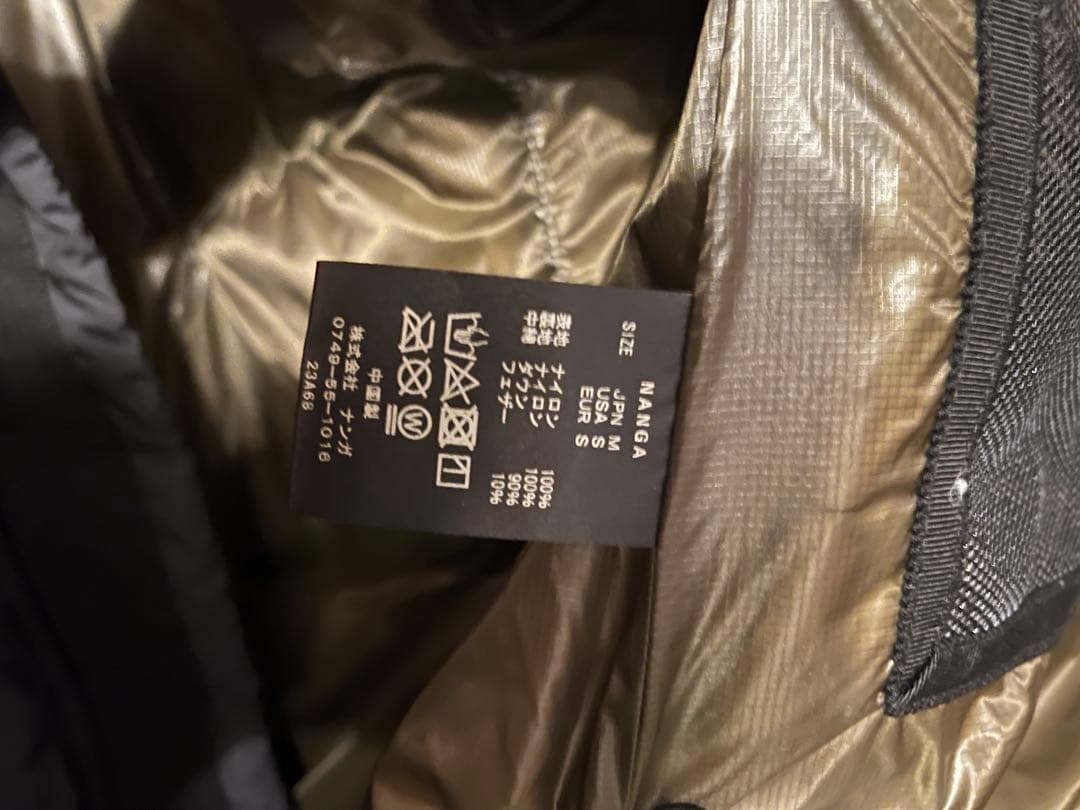 NANGA
SIZE JPN M
USA S
EUR S
表地 ナイロン 100%
裏地 ナイロン 100%
中綿 ダウン 90%
フェザー 10%
W
中国製
株式会社 ナンガ
0749-55-1016
23A68